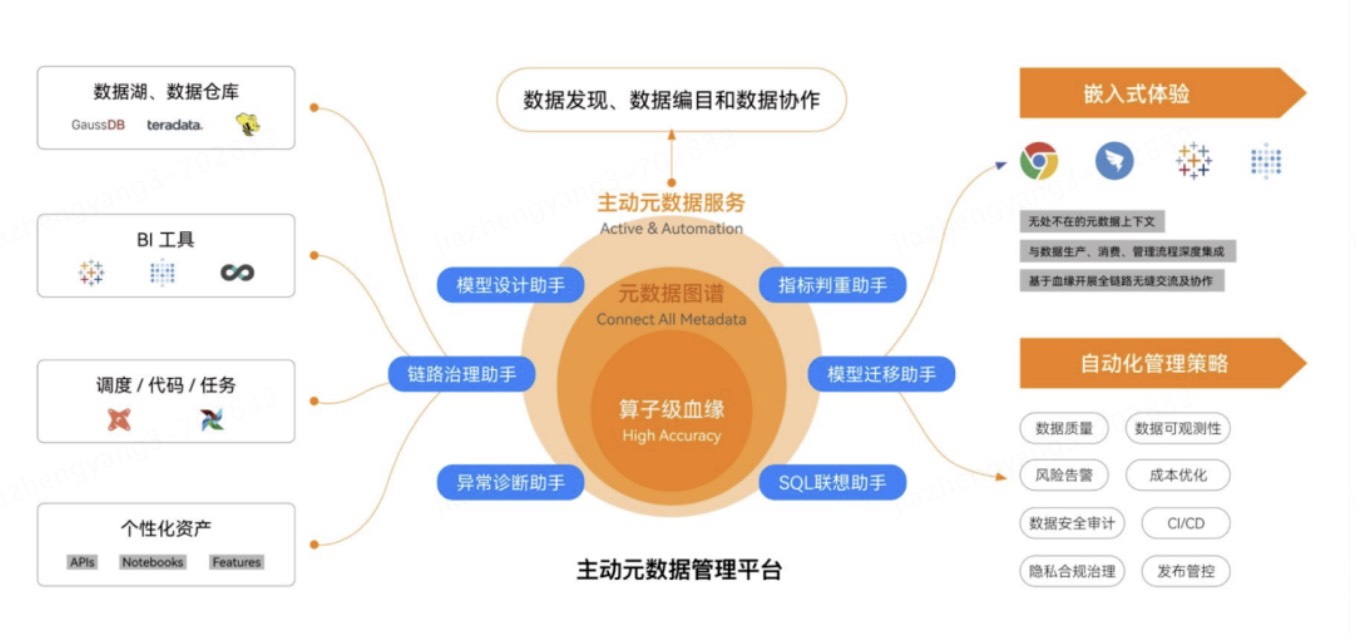 数据湖、数据仓库
GaussDB teradata.
BI 工具
调度 / 代码 / 任务
个性化资产
APIs Notebooks Features
数据发现、数据编目和数据协作
主动元数据服务
Active & Automation
模型设计助手
指标判重助手
元数据图谱
Connect All Metadata
链路治理助手
模型迁移助手
算子级血缘
High Accuracy
异常诊断助手
SQL联想助手
主动元数据管理平台
嵌入式体验
无处不在的元数据上下文
与数据生产、消费、管理流程深度集成
基于血缘开展全链路无缝交流及协作
自动化管理策略
数据质量 数据可观测性
风险告警 成本优化
数据安全审计 CI/CD
隐私合规治理 发布管控